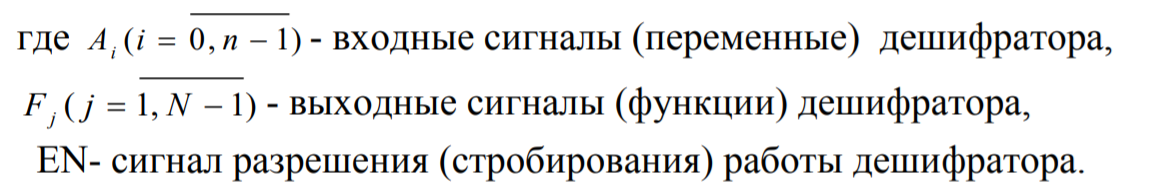 где A_i (i = \overline{0, n − 1}) - входные сигналы (переменные) дешифратора,
F_j (j = \overline{1, N − 1}) - выходные сигналы (функции) дешифратора,
EN- сигнал разрешения (стробирования) работы дешифратора.